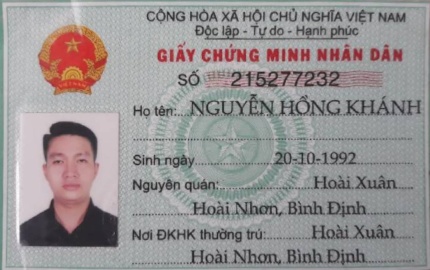 CỘNG HÒA XÃ HỘI CHỦ NGHĨA VIỆT NAM
Độc lập - Tự do - Hạnh phúc
GIẤY CHỨNG MINH NHÂN DÂN
SỐ 215277232
Họ tên: NGUYỄN HỒNG KHÁNH
Sinh ngày 20-10-1992
Nguyên quán: Hoài Xuân
Hoài Nhơn, Bình Định
Nơi ĐKHK thường trú: Hoài Xuân
Hoài Nhơn, Bình Định